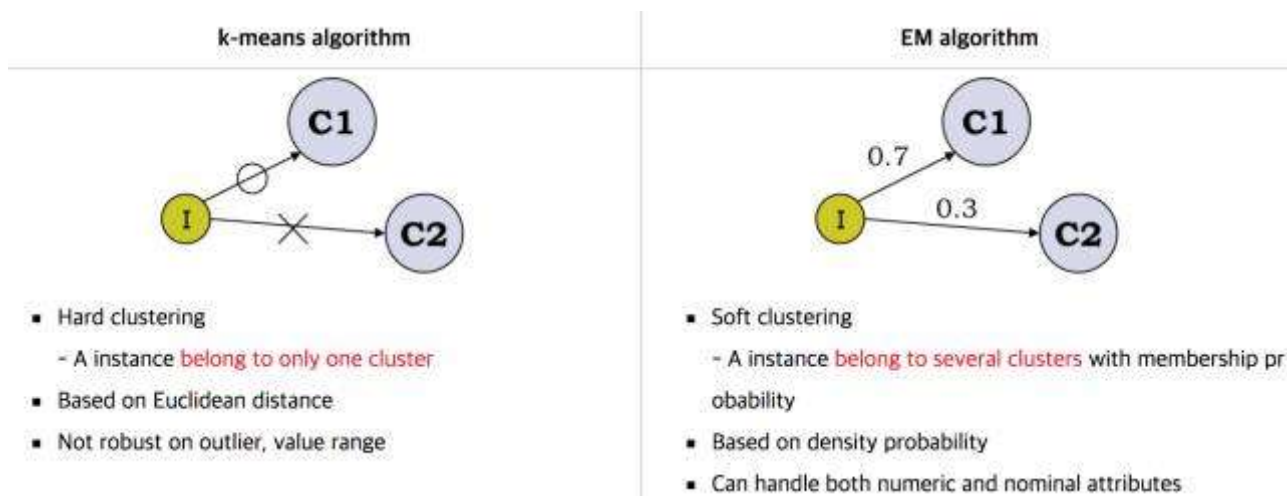 k-means algorithm
C1
I
C2
▪ Hard clustering
- A instance belong to only one cluster
▪ Based on Euclidean distance
▪ Not robust on outlier, value range
EM algorithm
C1
0.7
I
0.3
C2
▪ Soft clustering
- A instance belong to several clusters with membership pr
obability
▪ Based on density probability
▪ Can handle both numeric and nominal attributes